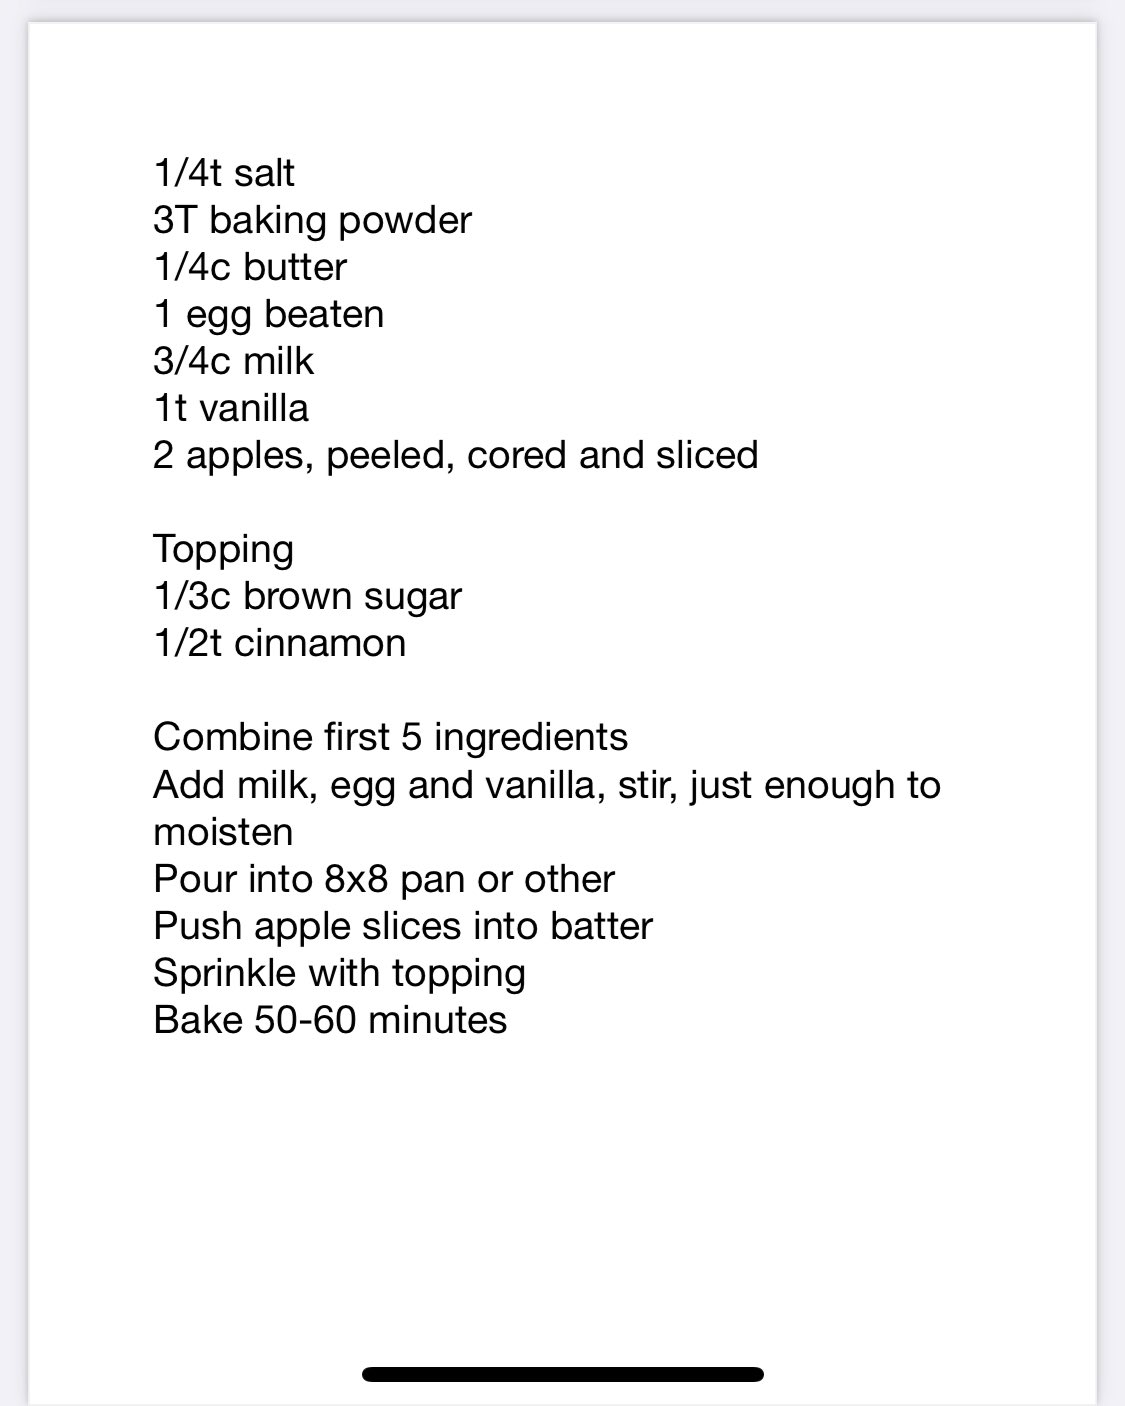 1/4t salt
3T baking powder
1/4c butter
1 egg beaten
3/4c milk
1t vanilla
2 apples, peeled, cored and sliced
Topping
1/3c brown sugar
1/2t cinnamon
Combine first 5 ingredients
Add milk, egg and vanilla, stir, just enough to
moisten
Pour into 8x8 pan or other
Push apple slices into batter
Sprinkle with topping
Bake 50-60 minutes